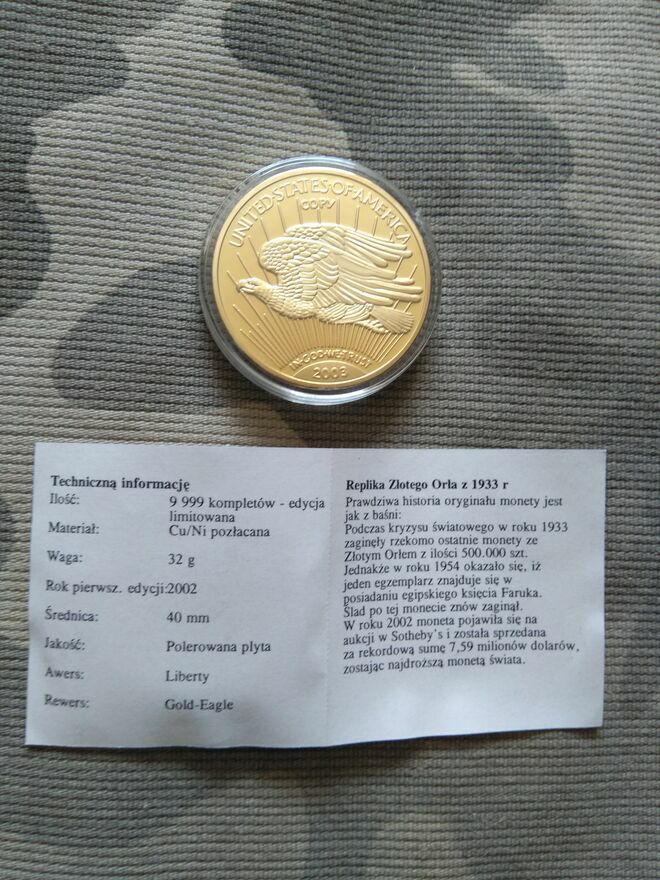 UNITED·STATES·OF·AMERICA
COPY
IN·GOD·WE·TRUST
2003
Techniczną informację
Ilość: 9 999 kompletów - edycja
limitowana
Materiał: Cu/Ni pozłacana
Waga: 32 g
Rok pierwsz. edycji:2002
Średnica: 40 mm
Jakość: Polerowana plyta
Awers: Liberty
Rewers: Gold-Eagle
Replika Zlotego Orla z 1933 r
Prawdziwa historia oryginału monety jest
jak z baśni:
Podczas kryzysu światowego w roku 1933
zaginęły rzekomo ostatnie monety ze
Złotym Orłem z ilości 500.000 szt.
Jednakże w roku 1954 okazało się, iż
jeden egzemplarz znajduje się w
posiadaniu egipskiego księcia Faruka.
Ślad po tej monecie znów zaginął.
W roku 2002 moneta pojawiła się na
aukcji w Sotheby's i została sprzedana
za rekordową sumę 7,59 milionów dolarów,
zostając najdroższą monetą świata.